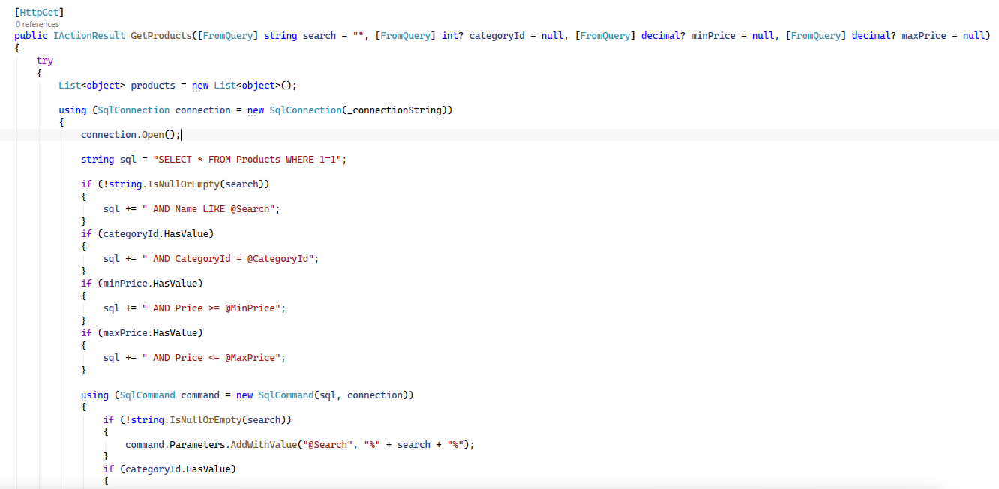 [HttpGet]
0 references
public IActionResult GetProducts([FromQuery] string search = "", [FromQuery] int? categoryId = null, [FromQuery] decimal? minPrice = null, [FromQuery] decimal? maxPrice = null)
{
    try
    {
        List<object> products = new List<object>();

        using (SqlConnection connection = new SqlConnection(_connectionString))
        {
            connection.Open();

            string sql = "SELECT * FROM Products WHERE 1=1";

            if (!string.IsNullOrEmpty(search))
            {
                sql += " AND Name LIKE @Search";
            }
            if (categoryId.HasValue)
            {
                sql += " AND CategoryId = @CategoryId";
            }
            if (minPrice.HasValue)
            {
                sql += " AND Price >= @MinPrice";
            }
            if (maxPrice.HasValue)
            {
                sql += " AND Price <= @MaxPrice";
            }

            using (SqlCommand command = new SqlCommand(sql, connection))
            {
                if (!string.IsNullOrEmpty(search))
                {
                    command.Parameters.AddWithValue("@Search", "%" + search + "%");
                }
                if (categoryId.HasValue)
                {